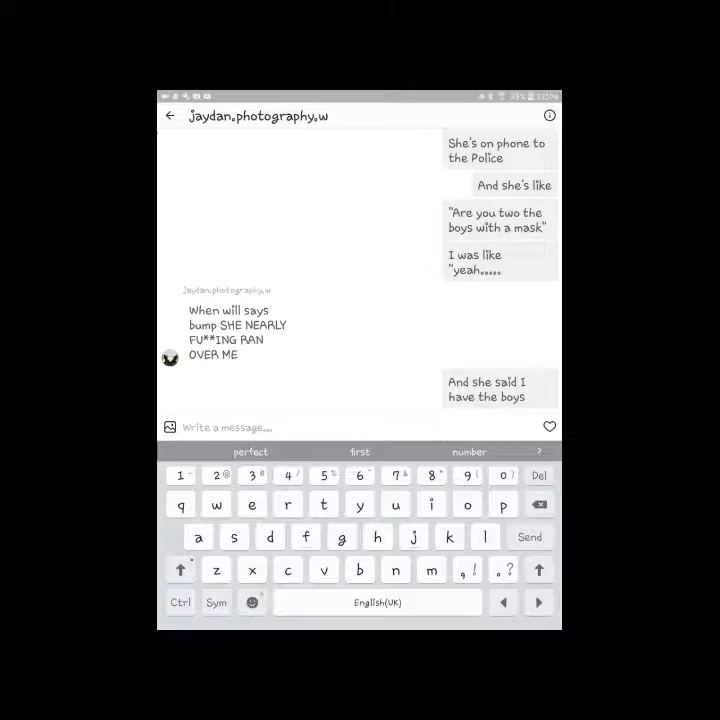 23% 22:09
jaydan.photography.w
She's on phone to
the Police
And she's like
"Are you two the
boys with a mask"
I was like
"yeah.....
jaydan.photography.w
When will says
bump SHE NEARLY
FU**ING RAN
OVER ME
And she said I
have the boys
Write a message...
perfect first number ?
1 2 @ 3 # 4 / 5 % 6 ^ 7 & 8 * 9 ( 0 ) Del
q w e r t y u i o p
a s d f g h j k l Send
z x c v b n m , ! . ?
Ctrl Sym English(UK)